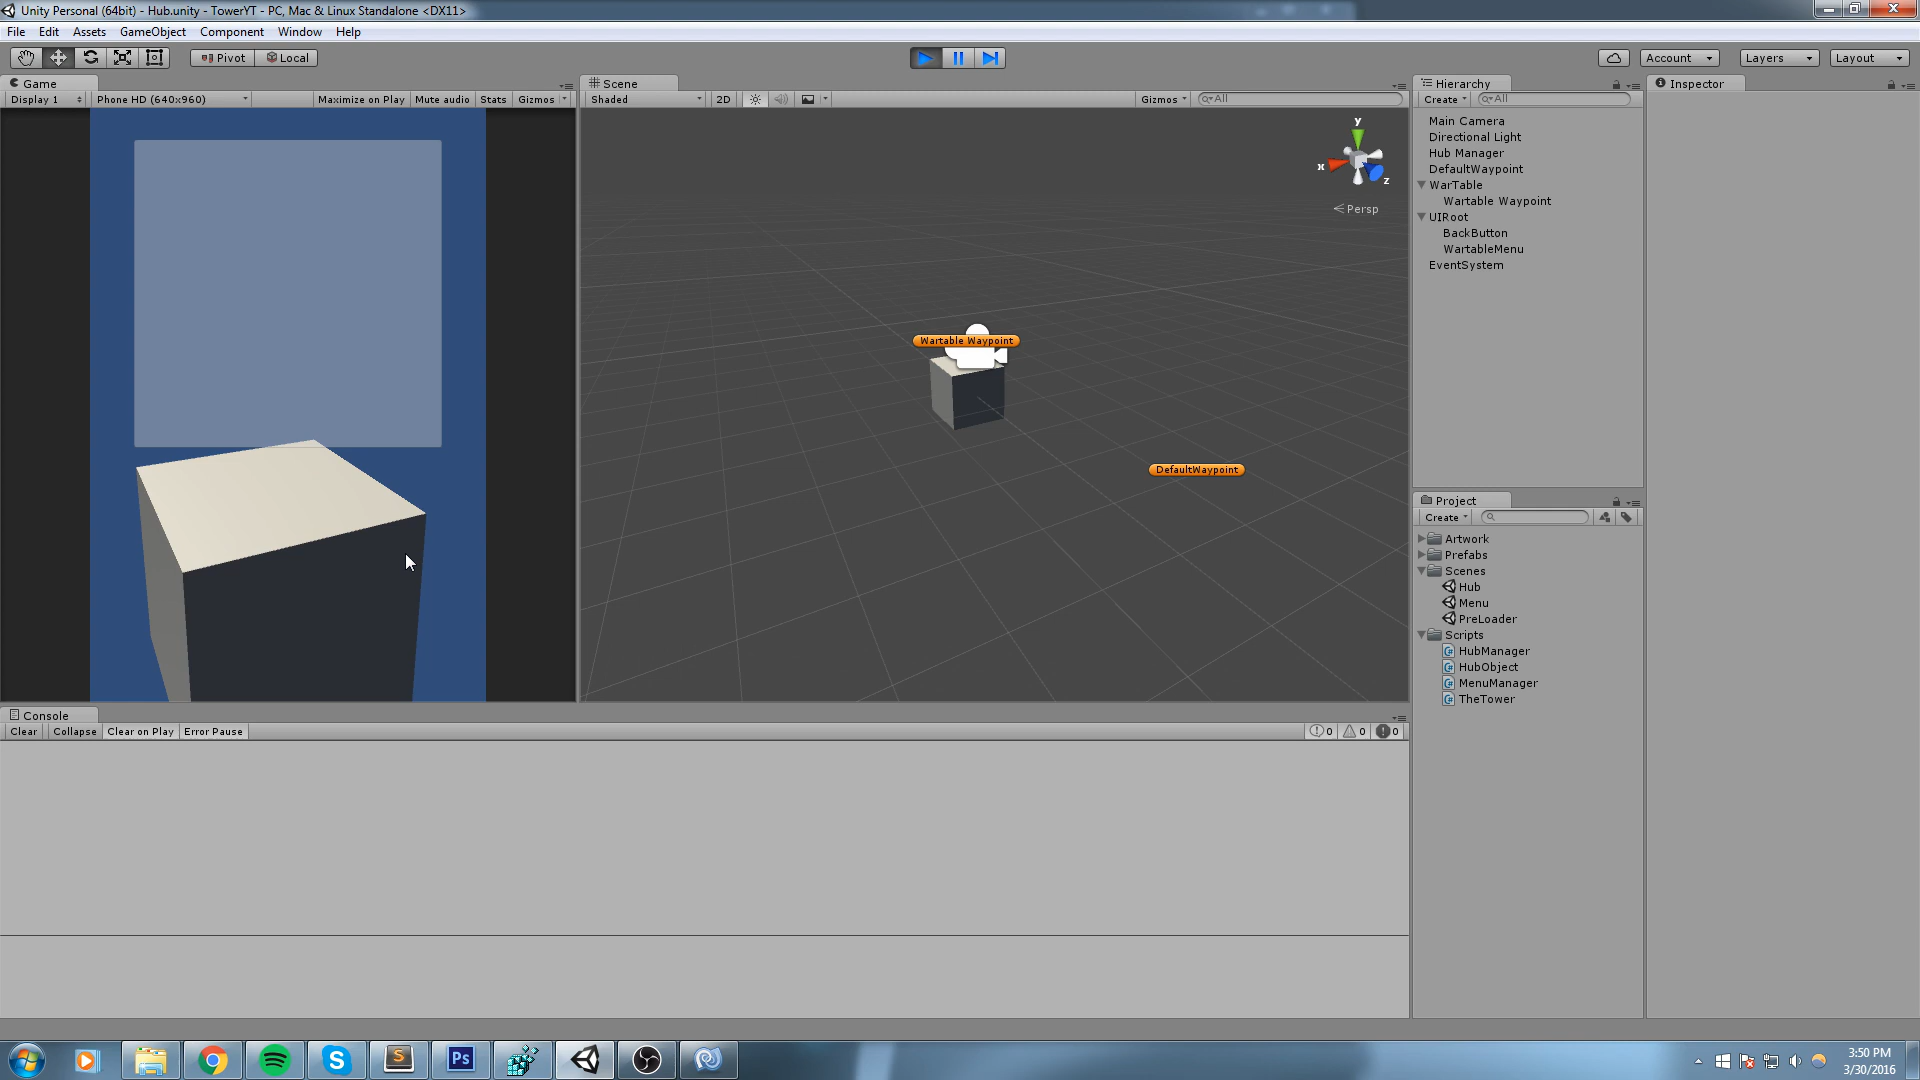 Unity Personal (64bit) - Hub.unity - TowerYT - PC, Mac & Linux Standalone <DX11>
File Edit Assets GameObject Component Window Help
Pivot Local Account Layers Layout
Game Scene Hierarchy Inspector
Display 1 Phone HD (640x960) Maximize on Play Mute audio Stats Gizmos Shaded 2D Gizmos All Create All
y
x
z
Persp
Wartable Waypoint
DefaultWaypoint
Main Camera
Directional Light
Hub Manager
DefaultWaypoint
WarTable
Wartable Waypoint
UIRoot
BackButton
WartableMenu
EventSystem
Project
Create
Artwork
Prefabs
Scenes
Hub
Menu
PreLoader
Scripts
HubManager
HubObject
MenuManager
TheTower
Console
Clear Collapse Clear on Play Error Pause 0 0 0
S S Ps
3:50 PM
3/30/2016